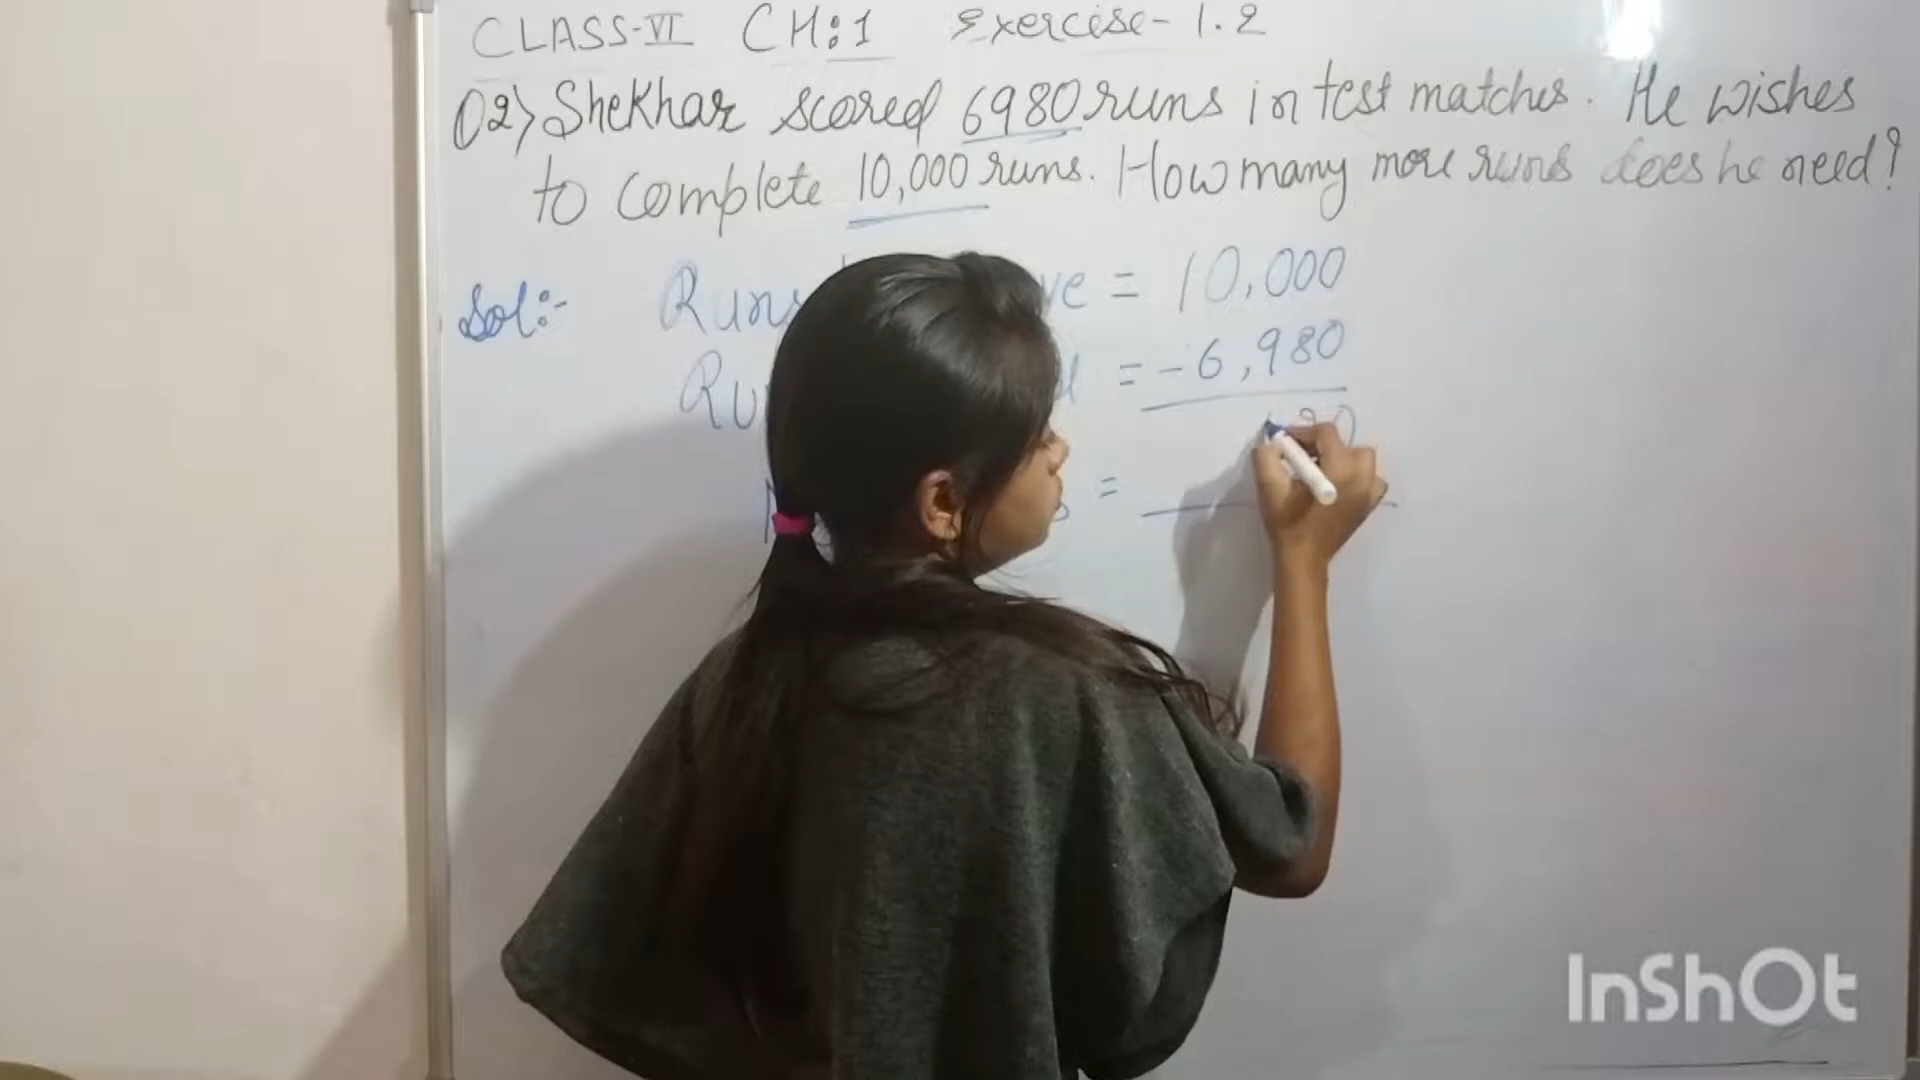 CLASS-VI CH:1 Exercise-1.2
Q2) Shekhar scored 6980 runs in test matches. He wishes
to complete 10,000 runs. How many more runs does he need?
Sol:- Runs = 10,000
= -6,980
20
=
InShOt